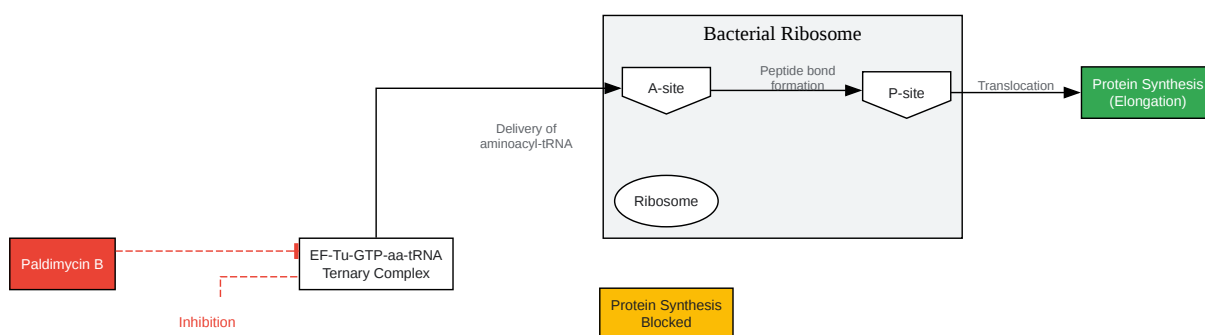 Bacterial Ribosome
A-site
Peptide bond
formation
P-site
Translocation
Protein Synthesis
(Elongation)
Delivery of
aminoacyl-tRNA
Ribosome
Paldimycin B
EF-Tu-GTP-aa-tRNA
Ternary Complex
Inhibition
Protein Synthesis
Blocked